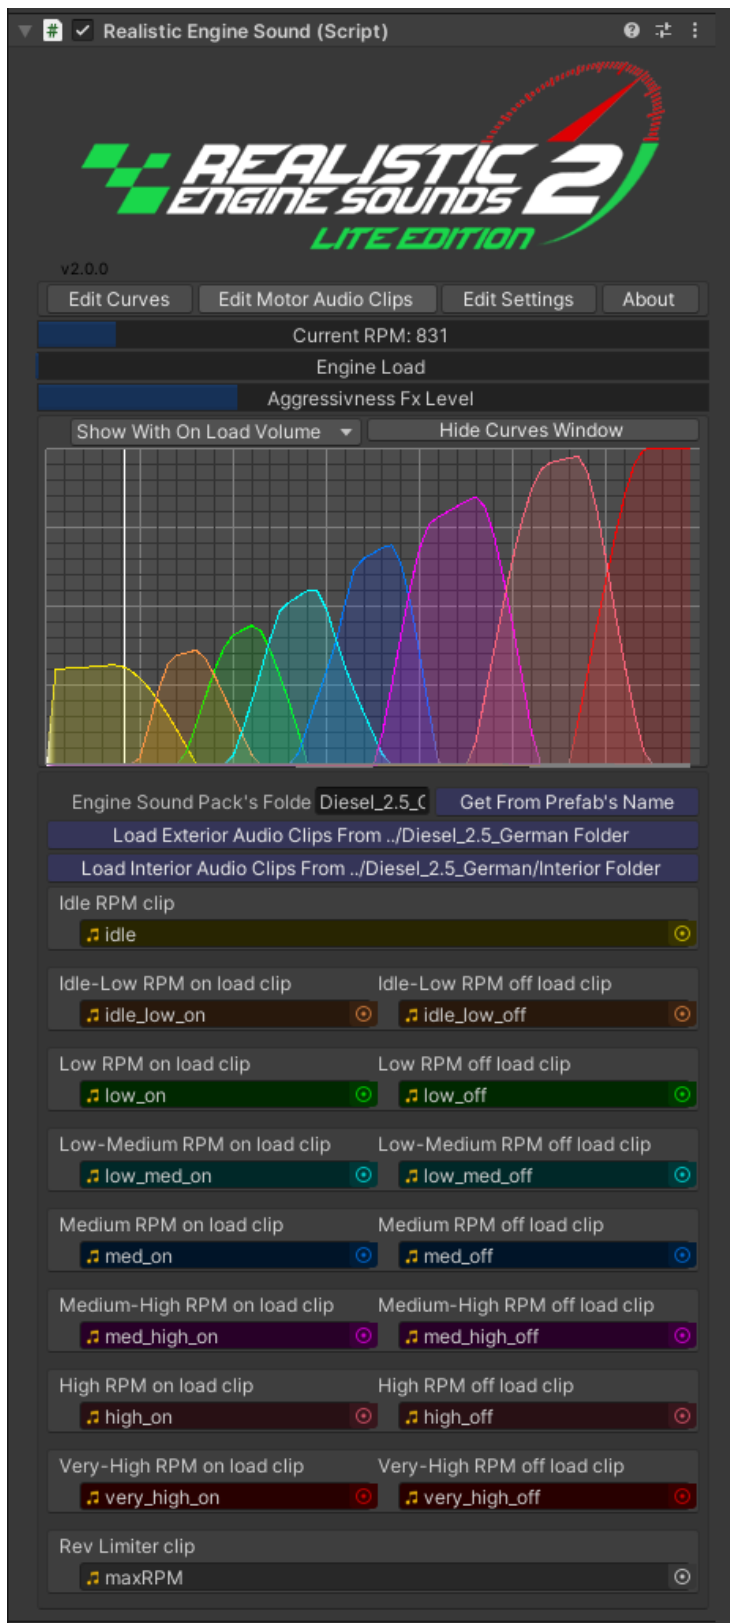 Realistic Engine Sound (Script)
REALISTIC
ENGINE SOUNDS 2
LITE EDITION
v2.0.0
Edit Curves Edit Motor Audio Clips Edit Settings About
Current RPM: 831
Engine Load
Aggressivness Fx Level
Show With On Load Volume Hide Curves Window
Engine Sound Pack's Folde Diesel_2.5_ Get From Prefab's Name
Load Exterior Audio Clips From ../Diesel_2.5_German Folder
Load Interior Audio Clips From ../Diesel_2.5_German/Interior Folder
Idle RPM clip
idle
Idle-Low RPM on load clip Idle-Low RPM off load clip
idle_low_on idle_low_off
Low RPM on load clip Low RPM off load clip
low_on low_off
Low-Medium RPM on load clip Low-Medium RPM off load clip
low_med_on low_med_off
Medium RPM on load clip Medium RPM off load clip
med_on med_off
Medium-High RPM on load clip Medium-High RPM off load clip
med_high_on med_high_off
High RPM on load clip High RPM off load clip
high_on high_off
Very-High RPM on load clip Very-High RPM off load clip
very_high_on very_high_off
Rev Limiter clip
maxRPM